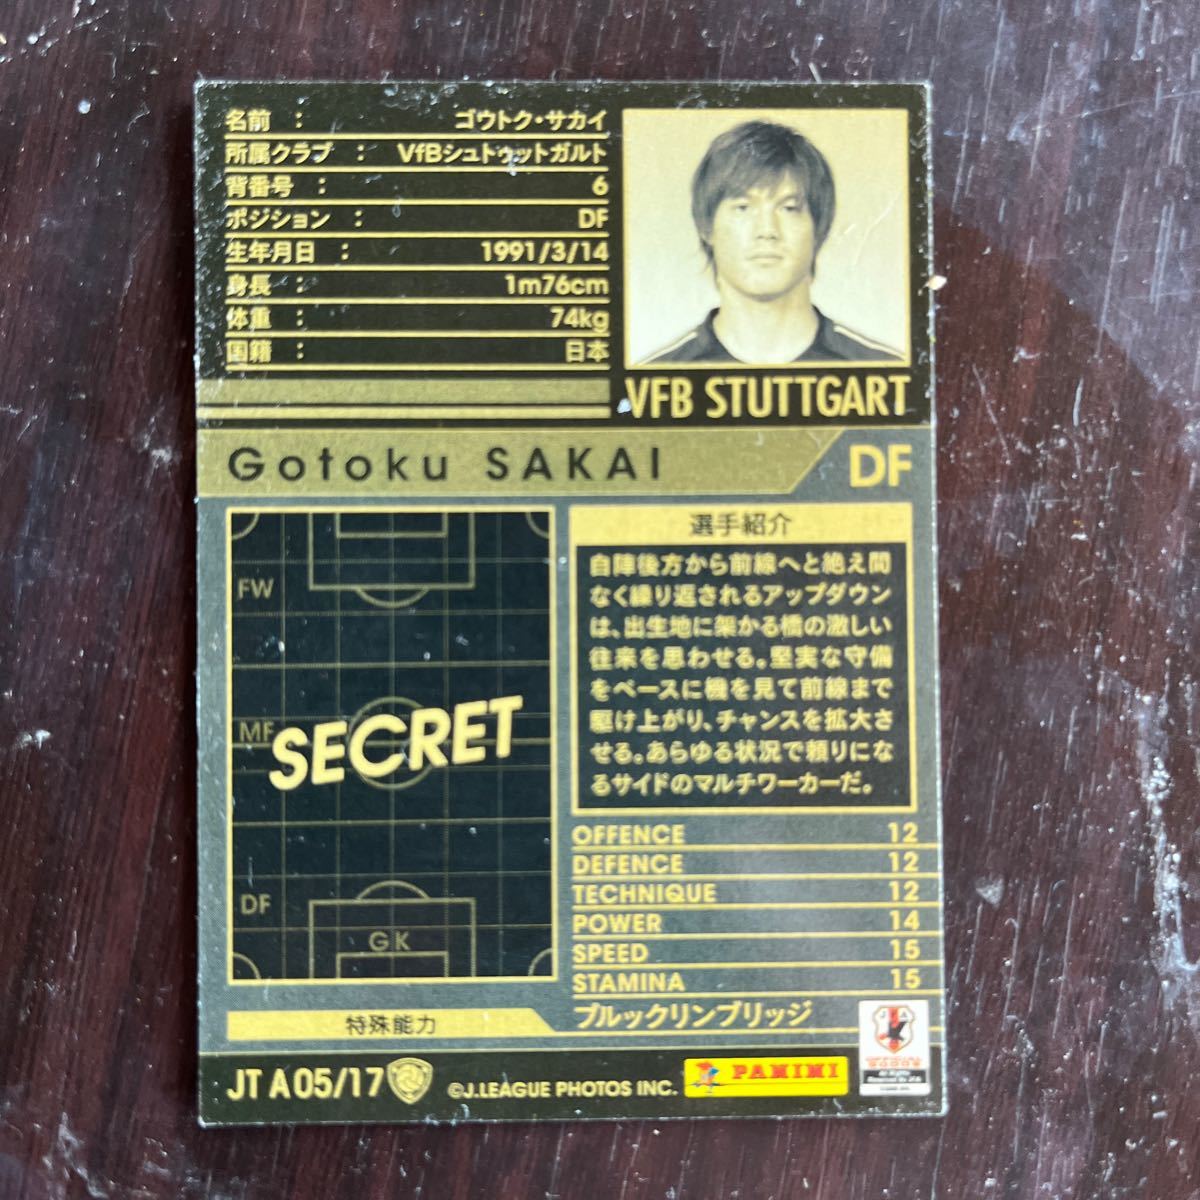 名前 : ゴウトク・サカイ
所属クラブ : VfBシュトゥットガルト
背番号 : 6
ポジション : DF
生年月日 : 1991/3/14
身長 : 1m76cm
体重 : 74kg
国籍 : 日本
VFB STUTTGART
Gotoku SAKAI
DF
FW
MF
SECRET
DF
GK
選手紹介
自陣後方から前線へと絶え間
なく繰り返されるアップダウン
は、出生地に架かる橋の激しい
往来を思わせる。堅実な守備
をベースに機を見て前線まで
駆け上がり、チャンスを拡大さ
せる。あらゆる状況で頼りにな
るサイドのマルチワーカーだ。
OFFENCE 12
DEFENCE 12
TECHNIQUE 12
POWER 14
SPEED 15
STAMINA 15
特殊能力
ブルックリンブリッジ
JFA
JT A05/17
©J.LEAGUE PHOTOS INC.
PANINI